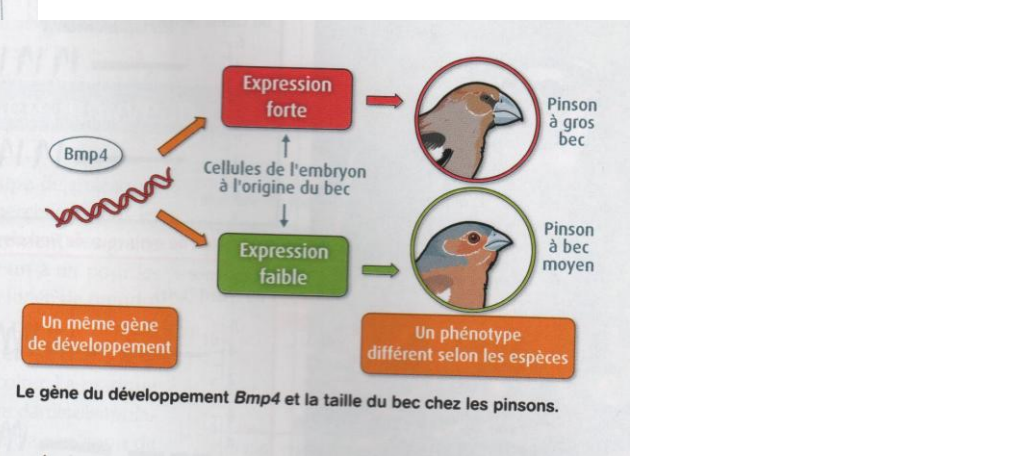 Expression
forte
Pinson
à gros
bec
Bmp4
Cellules de l'embryon
à l'origine du bec
Expression
faible
Pinson
à bec
moyen
Un même gène
de développement
Un phénotype
différent selon les espèces
Le gène du développement Bmp4 et la taille du bec chez les pinsons.